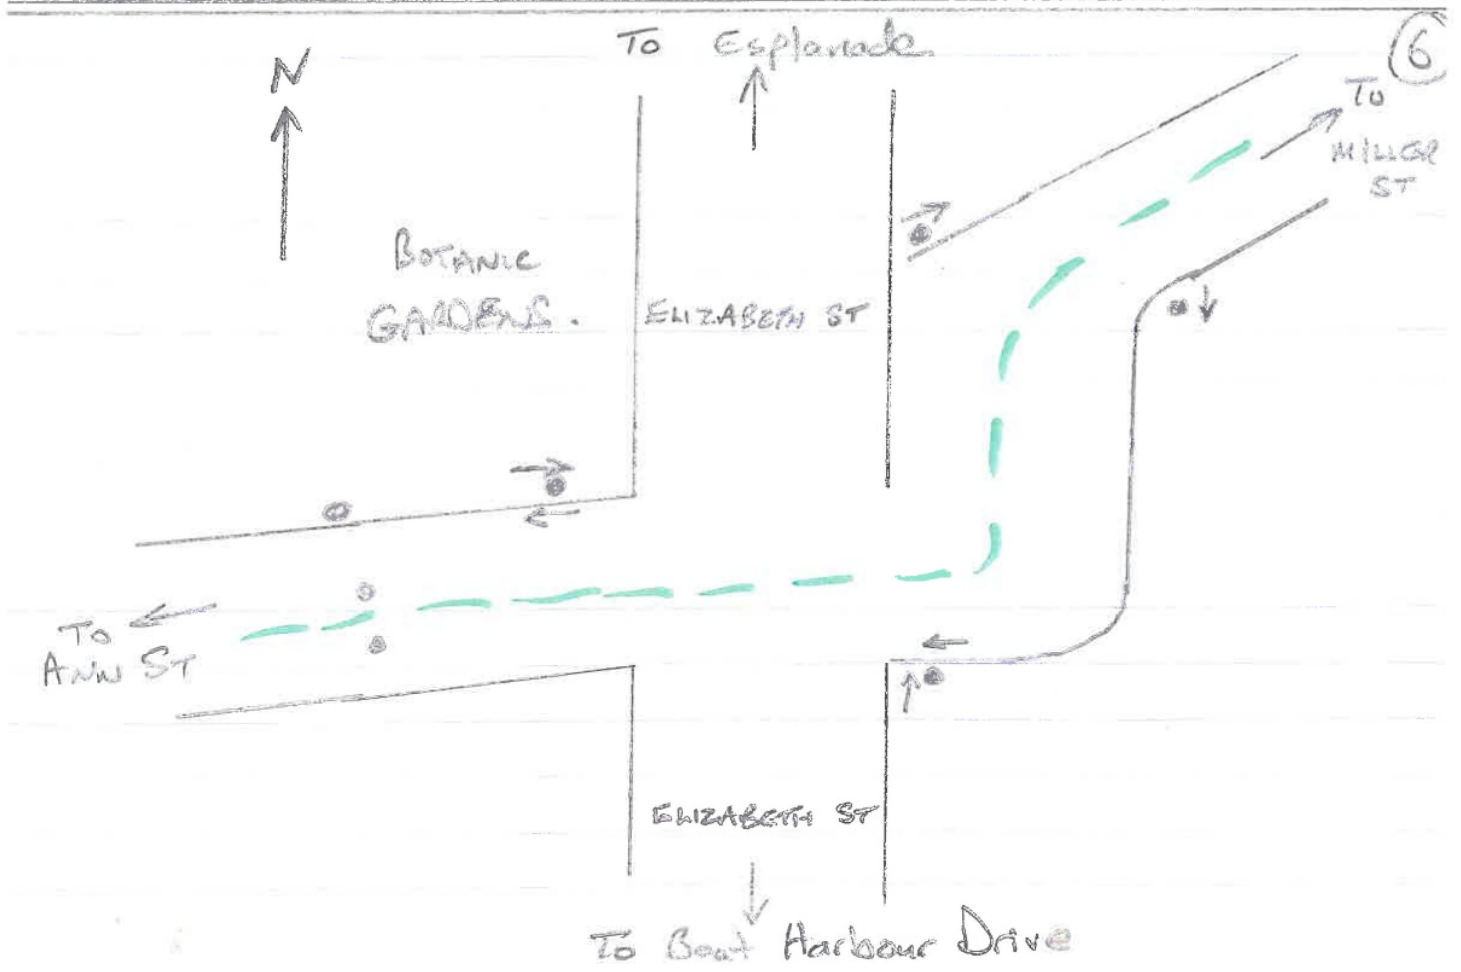 To Esplanade
6
N
To
MILLER
ST
BOTANIC
GARDENS.
ELIZABETH ST
To
ANN ST
ELIZABETH ST
To Boat Harbour Drive